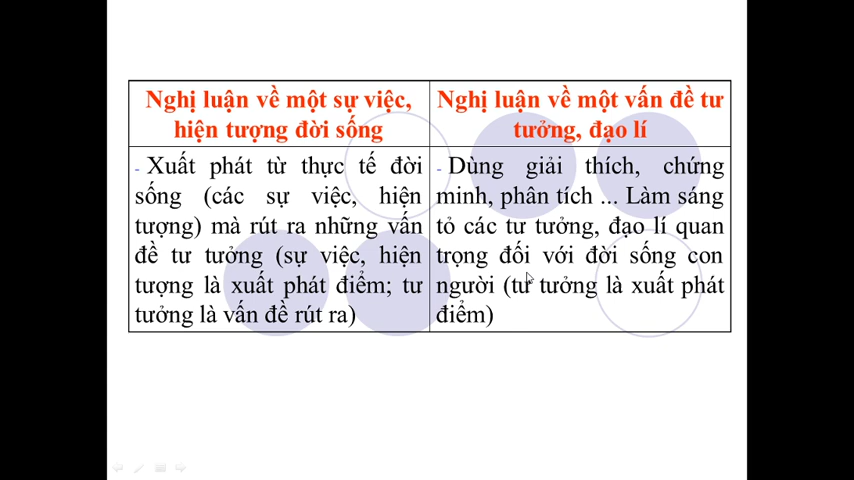 Nghị luận về một sự việc,
hiện tượng đời sống
Nghị luận về một vấn đề tư
tưởng, đạo lí
- Xuất phát từ thực tế đời
sống (các sự việc, hiện
tượng) mà rút ra những vấn
đề tư tưởng (sự việc, hiện
tượng là xuất phát điểm; tư
tưởng là vấn đề rút ra)
- Dùng giải thích, chứng
minh, phân tích ... Làm sáng
tỏ các tư tưởng, đạo lí quan
trọng đối với đời sống con
người (tư tưởng là xuất phát
điểm)